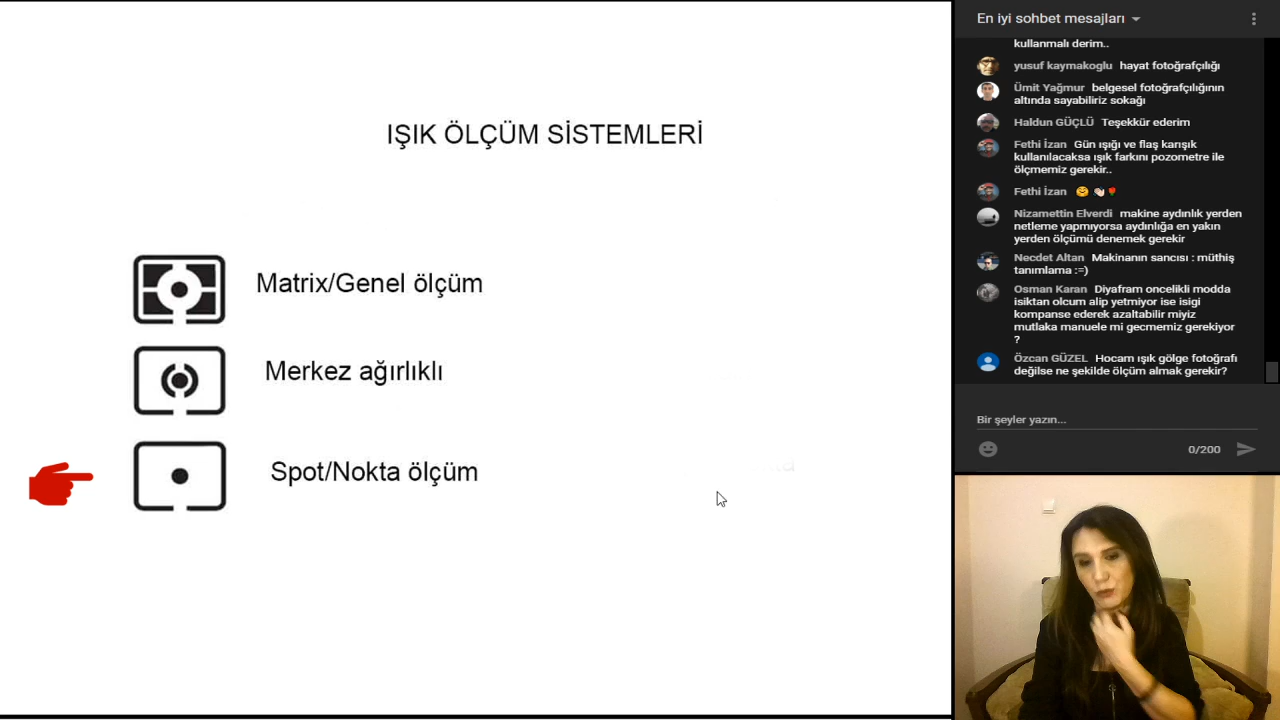 IŞIK ÖLÇÜM SİSTEMLERİ
Matrix/Genel ölçüm
Merkez ağırlıklı
Spot/Nokta ölçüm
En iyi sohbet mesajları
kullanmalı derim..
yusuf kaymakoglu hayat fotoğrafçılığı
Ümit Yağmur belgesel fotoğrafçılığının
altında sayabiliriz sokağı
Haldun GÜÇLÜ Teşekkür ederim
Fethi İzan Gün ışığı ve flaş karışık
kullanılacaksa ışık farkını pozometre ile
ölçmemiz gerekir..
Fethi İzan 🤗 👏🏻 🌹
Nizamettin Elverdi makine aydınlık yerden
netleme yapmıyorsa aydınlığa en yakın
yerden ölçümü denemek gerekir
Necdet Altan Makinanın sancısı : müthiş
tanımlama :=)
Osman Karan Diyafram oncelikli modda
isiktan olcum alip yetmiyor ise isigi
kompanse ederek azaltabilir miyiz
mutlaka manuele mi gecmemiz gerekiyor
?
Özcan GÜZEL Hocam ışık gölge fotoğrafı
değilse ne şekilde ölçüm almak gerekir?
Bir şeyler yazın...
0/200